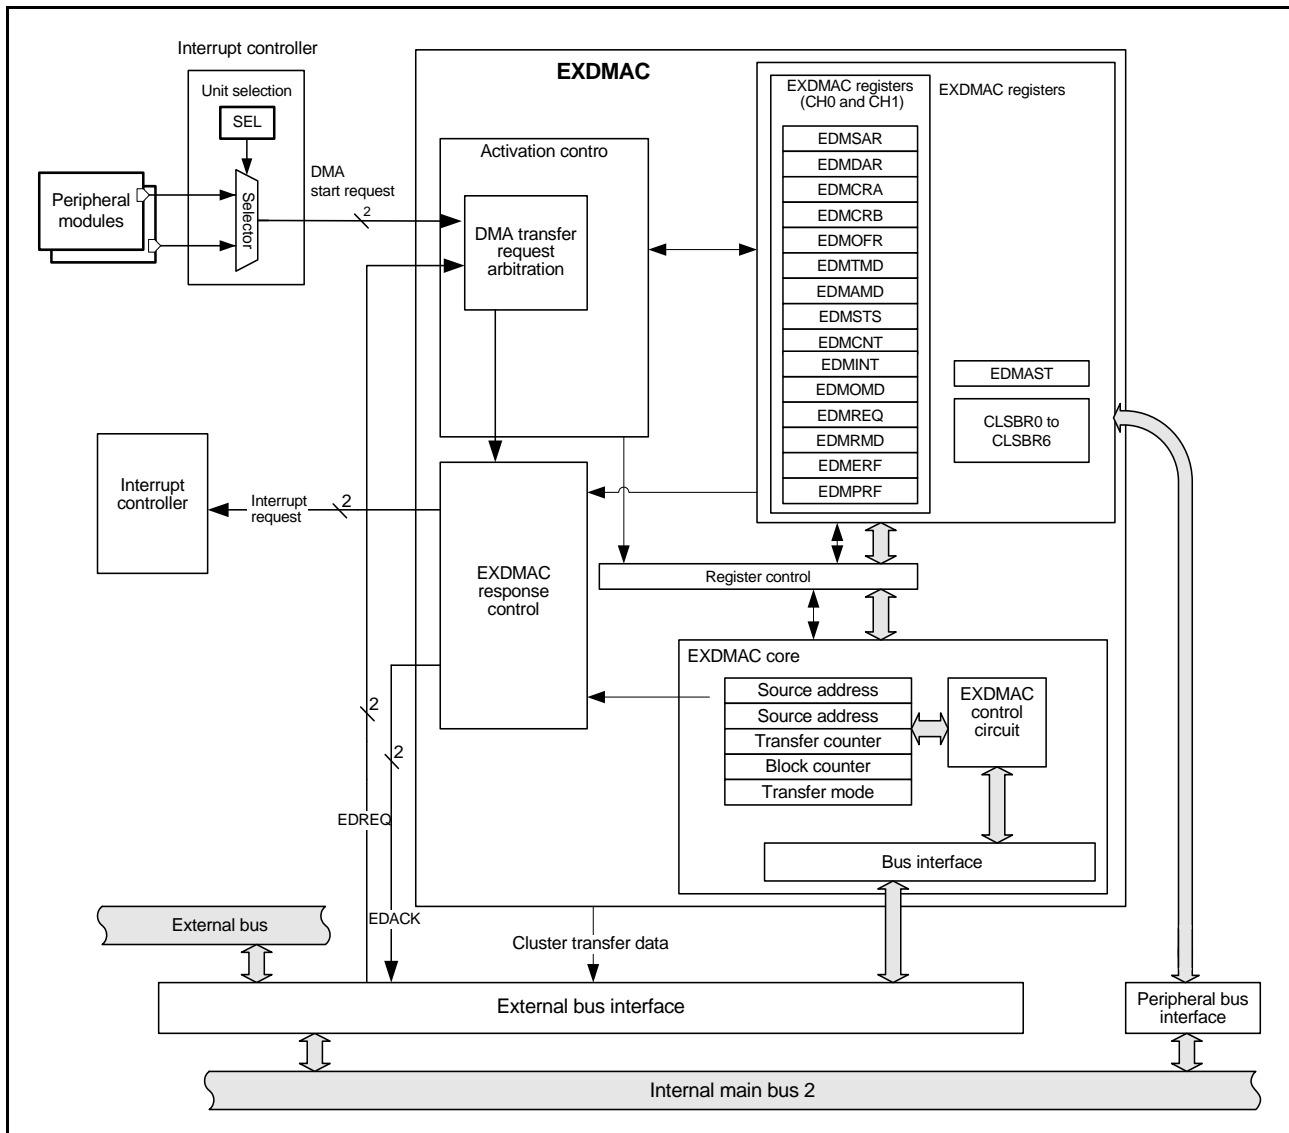 Interrupt controller
Unit selection
SEL
Selector
Peripheral
modules
DMA
start request
2
EXDMAC
Activation contro
DMA transfer
request
arbitration
EXDMAC registers
(CH0 and CH1)
EDMSAR
EDMDAR
EDMCRA
EDMCRB
EDMOFR
EDMTMD
EDMAMD
EDMSTS
EDMCNT
EDMINT
EDMOMD
EDMREQ
EDMRMD
EDMERF
EDMPRF
EXDMAC registers
EDMAST
CLSBR0 to
CLSBR6
Interrupt
controller
Interrupt
request
2
EXDMAC
response
control
Register control
EXDMAC core
Source address
Source address
Transfer counter
Block counter
Transfer mode
EXDMAC
control
circuit
Bus interface
2
2
EDREQ
EDACK
External bus
Cluster transfer data
External bus interface
Peripheral bus
interface
Internal main bus 2